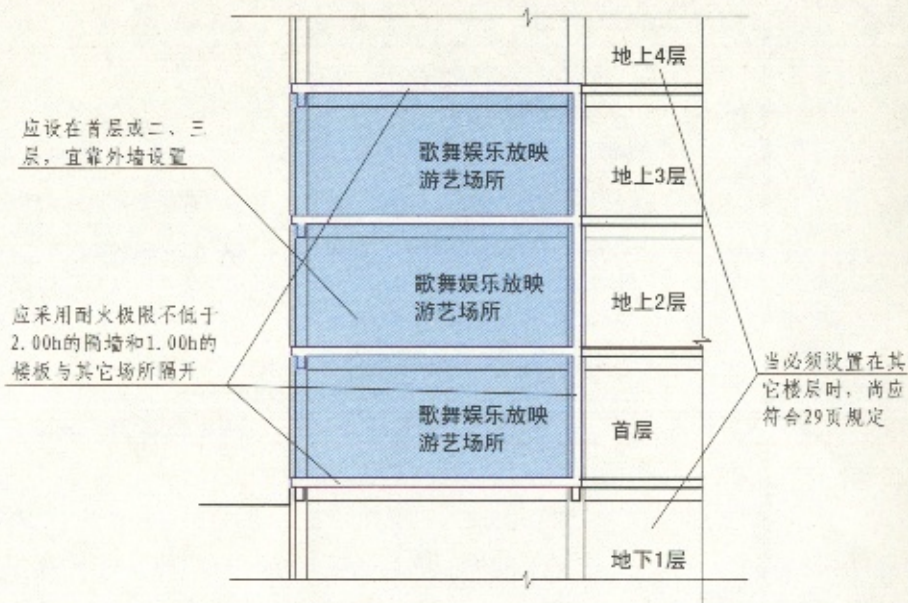 地上4层
应设在首层或二、三
层，宜靠外墙设置
歌舞娱乐放映
游艺场所
地上3层
歌舞娱乐放映
游艺场所
地上2层
应采用耐火极限不低于
2.00h的隔墙和1.00h的
楼板与其它场所隔开
当必须设置在其
它楼层时，尚应
符合29页规定
歌舞娱乐放映
游艺场所
首层
地下1层